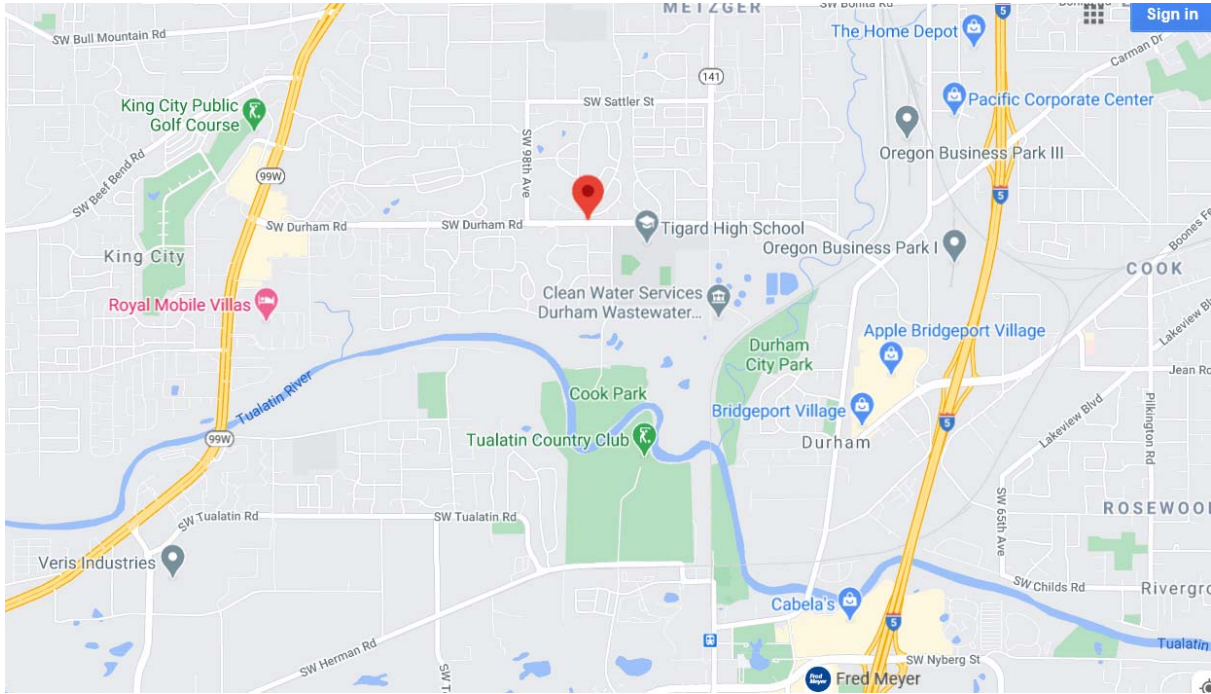 METZGER
SW Bonita Rd
5
Sign in
SW Bull Mountain Rd
The Home Depot
Carman Dr
141
SW Sattler St
King City Public
Golf Course
Pacific Corporate Center
SW 98th Ave
Oregon Business Park III
SW Beef Bend Rd
99W
5
SW Durham Rd
SW Durham Rd
Tigard High School
Oregon Business Park I
King City
COOK
Royal Mobile Villas
Clean Water Services
Durham Wastewater...
Apple Bridgeport Village
Lakeview Bl
Durham
City Park
Jean Rd
Tualatin River
Cook Park
Bridgeport Village
Lakeview Blvd
Pilkington Rd
99W
Tualatin Country Club
Durham
5
SW Tualatin Rd
SW Tualatin Rd
SW 65th Ave
ROSEWOO
Veris Industries
SW Childs Rd
Rivergro
Cabela's
5
Tualatin
SW Herman Rd
SW Nyberg St
Fred Meyer
Fred Meyer